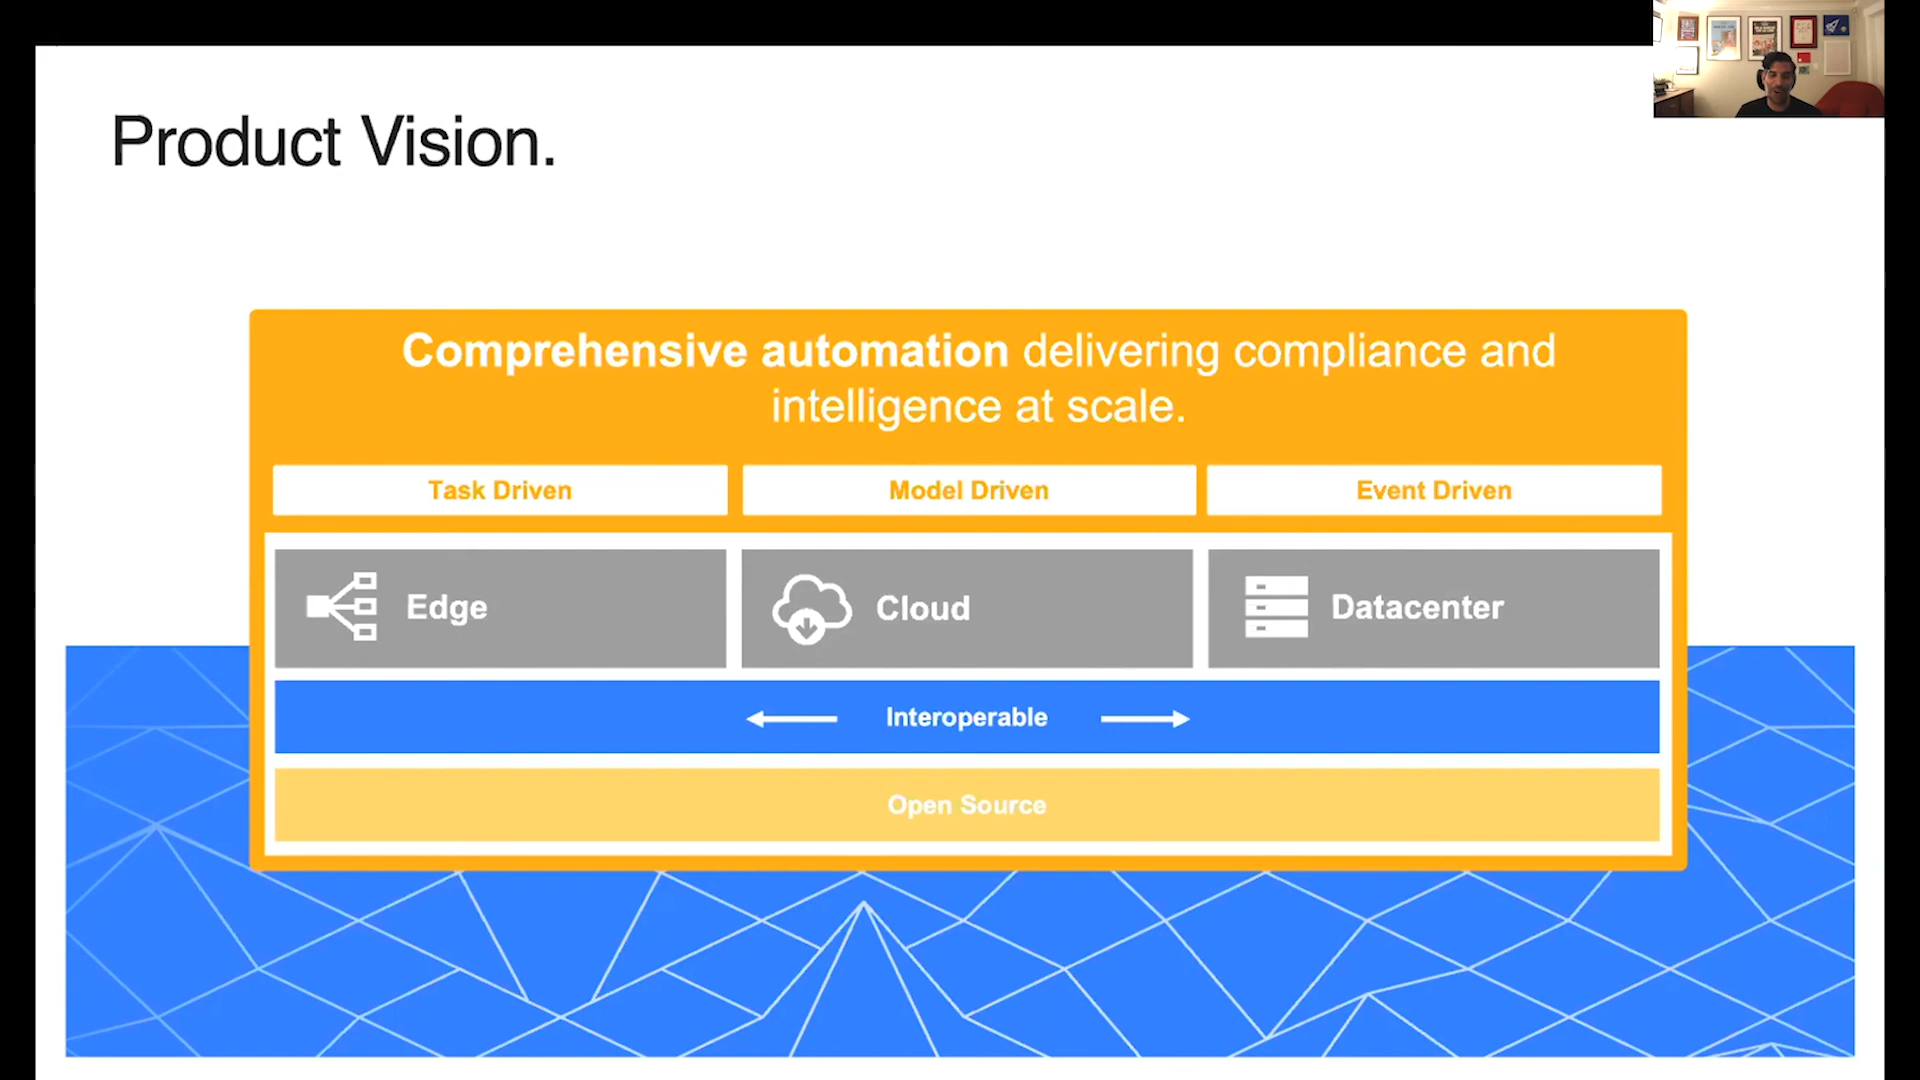 Product Vision.
Comprehensive automation delivering compliance and
intelligence at scale.
Task Driven
Model Driven
Event Driven
Edge
Cloud
Datacenter
Interoperable
Open Source